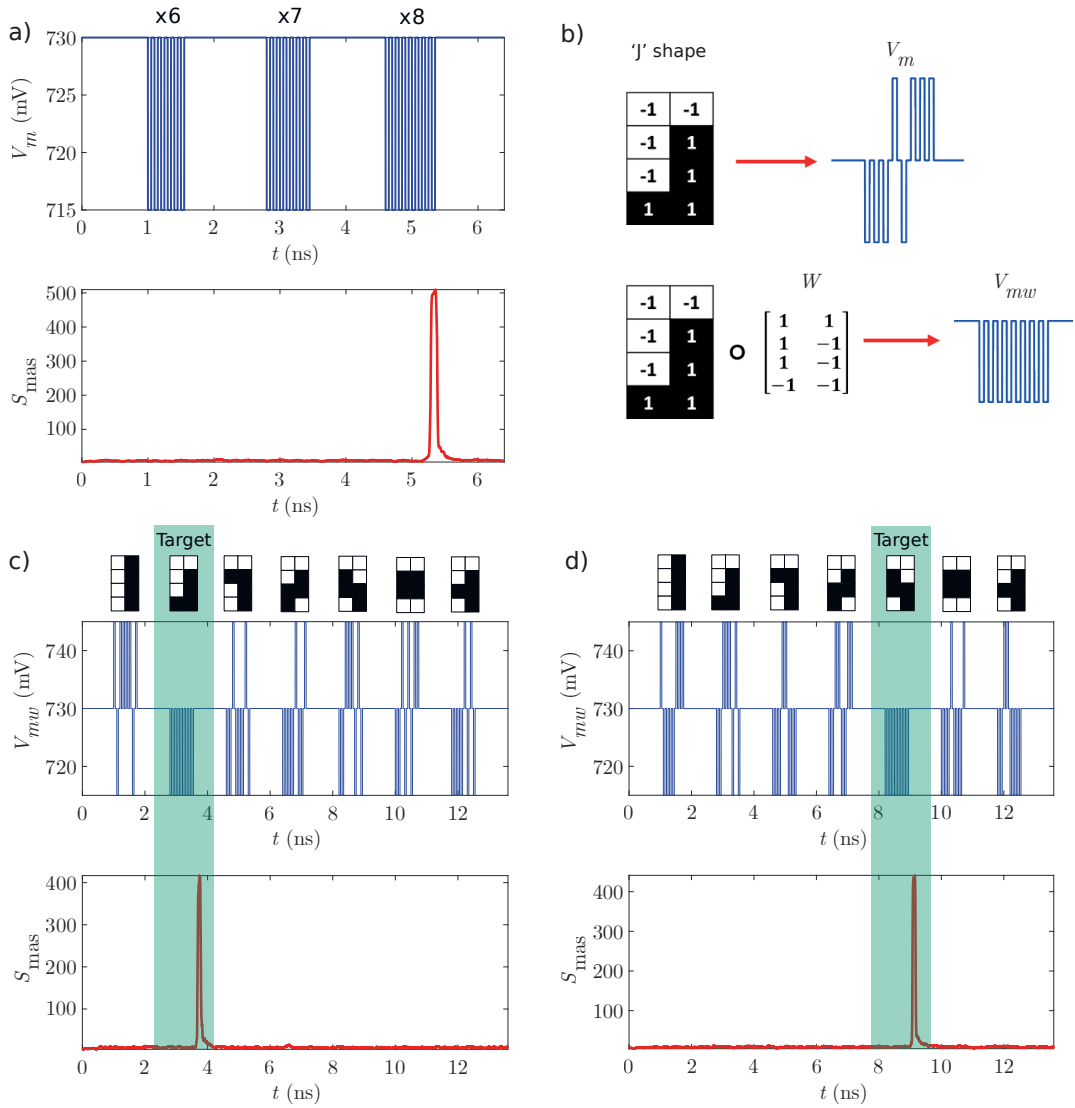 a)
x6 x7 x8
730
725
720
715
V_m (mV)
0 1 2 3 4 5 6
t (ns)
500
400
300
200
100
S_mas
0 1 2 3 4 5 6
t (ns)
b)
'J' shape
V_m
-1 -1
-1 1
-1 1
1 1
W
V_mw
-1 -1
-1 1
-1 1
1 1
1 1
1 −1
1 −1
−1 −1
c)
Target
740
730
720
V_mw (mV)
0 2 4 6 8 10 12
t (ns)
400
300
200
100
S_mas
0 2 4 6 8 10 12
t (ns)
d)
Target
740
730
720
V_mw (mV)
0 2 4 6 8 10 12
t (ns)
400
300
200
100
S_mas
0 2 4 6 8 10 12
t (ns)